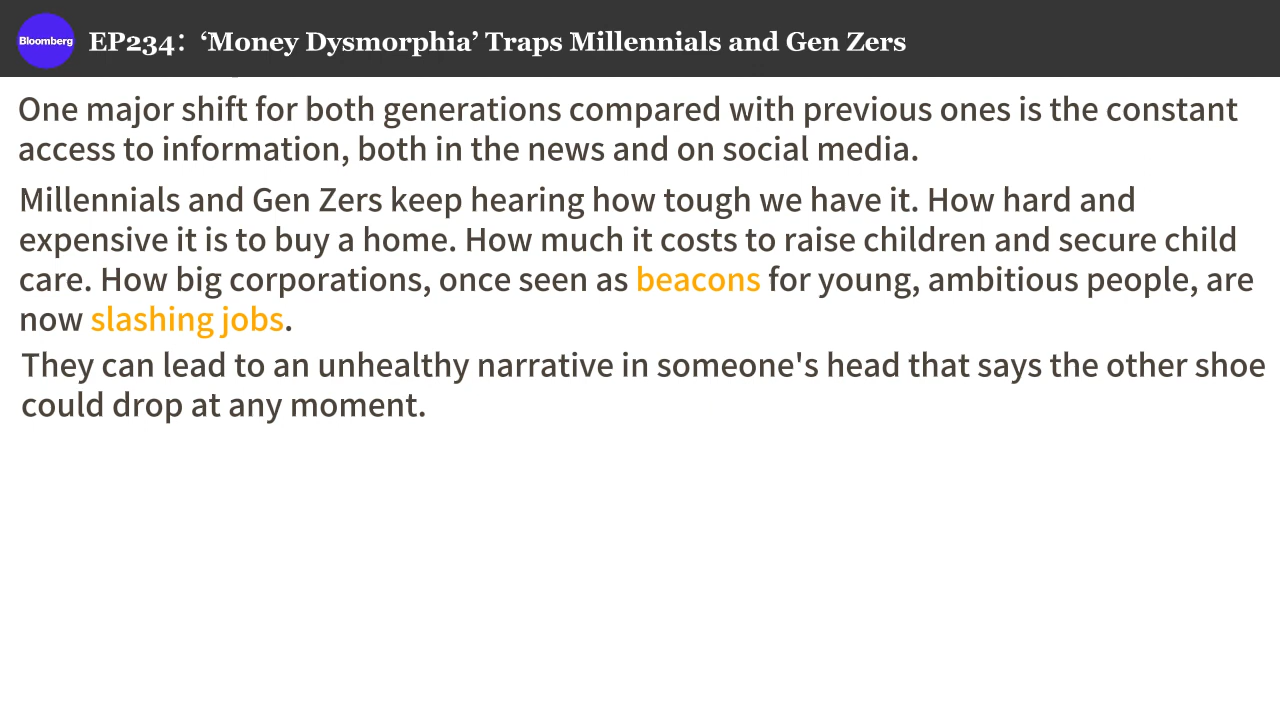 Bloomberg
EP234: ‘Money Dysmorphia’ Traps Millennials and Gen Zers
One major shift for both generations compared with previous ones is the constant
access to information, both in the news and on social media.
Millennials and Gen Zers keep hearing how tough we have it. How hard and
expensive it is to buy a home. How much it costs to raise children and secure child
care. How big corporations, once seen as beacons for young, ambitious people, are
now slashing jobs.
They can lead to an unhealthy narrative in someone's head that says the other shoe
could drop at any moment.